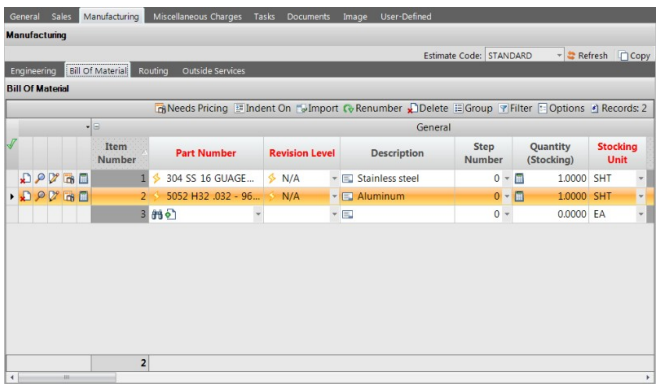 General Sales Manufacturing Miscellaneous Charges Tasks Documents Image User-Defined
Manufacturing
Estimate Code: STANDARD Refresh Copy
Engineering Bill Of Material Routing Outside Services
Bill Of Material
Needs Pricing Indent On Import Renumber Delete Group Filter Options Records: 2
General
Item Number Part Number Revision Level Description Step Number Quantity (Stocking) Stocking Unit
1 304 SS 16 GUAGE... N/A Stainless steel 0 1.0000 SHT
2 5052 H32 .032 - 96... N/A Aluminum 0 1.0000 SHT
3 0 0.0000 EA
2